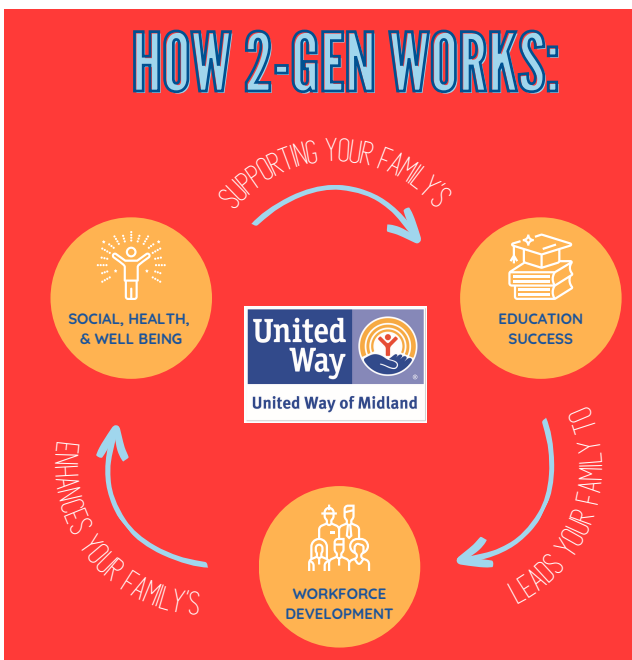 HOW 2-GEN WORKS:
SUPPORTING YOUR FAMILY'S
SOCIAL, HEALTH,
& WELL BEING
EDUCATION
SUCCESS
United
Way
®
United Way of Midland
LEADS YOUR FAMILY TO
ENHANCES YOUR FAMILY'S
WORKFORCE
DEVELOPMENT